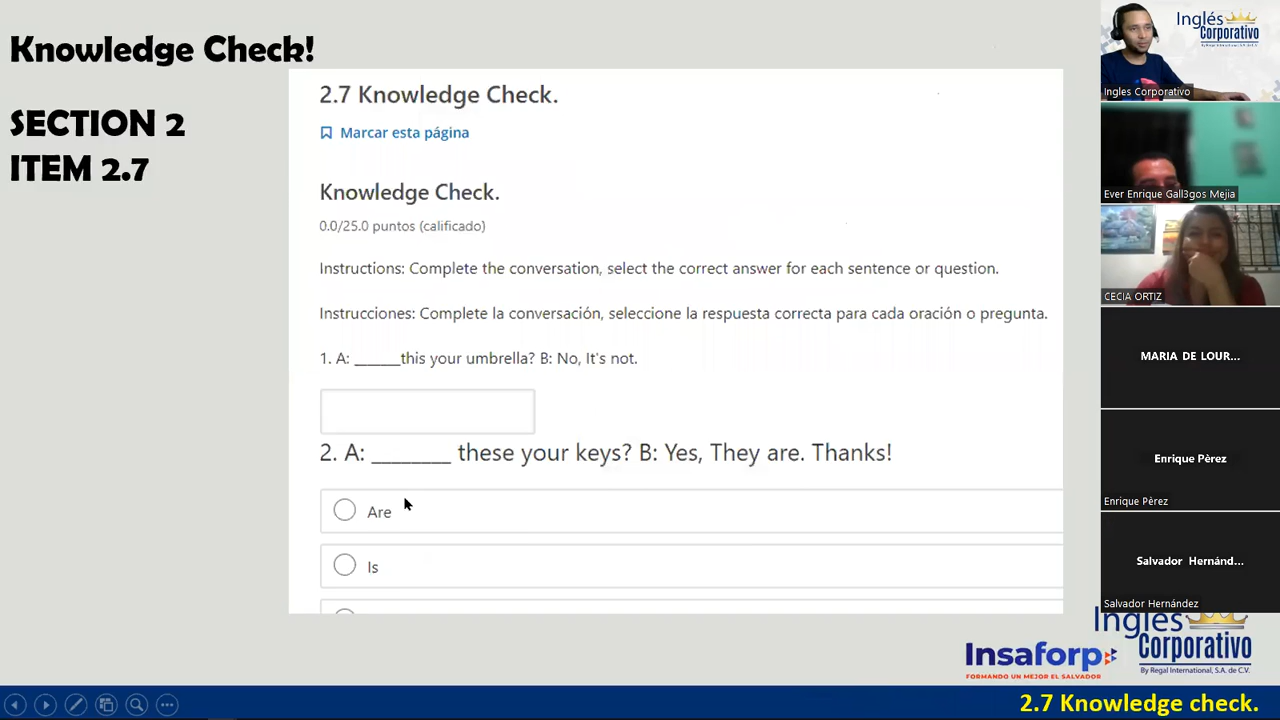 Knowledge Check!
SECTION 2
ITEM 2.7
2.7 Knowledge Check.
Marcar esta página
Knowledge Check.
0.0/25.0 puntos (calificado)
Instructions: Complete the conversation, select the correct answer for each sentence or question.
Instrucciones: Complete la conversación, seleccione la respuesta correcta para cada oración o pregunta.
1. A: ______this your umbrella? B: No, It's not.
2. A: _______ these your keys? B: Yes, They are. Thanks!
Are
Is
Inglés
Corporativo
By Regal International, S.A. de C.V.
Ingles Corporativo
Ever Enrique Gall3gos Mejia
CECIA ORTIZ
MARIA DE LOUR...
Enrique Pèrez
Enrique Pèrez
Salvador Hernánd...
Salvador Hernández
Inglés
Corporativo
By Regal International, S.A. de C.V.
Insaforp
FORMANDO UN MEJOR EL SALVADOR
2.7 Knowledge check.